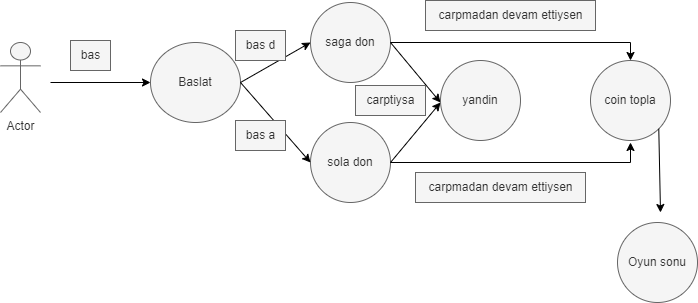 carpmadan devam ettiysen
bas
bas d
saga don
Baslat
carptiysa
yandin
coin topla
Actor
bas a
sola don
carpmadan devam ettiysen
Oyun sonu